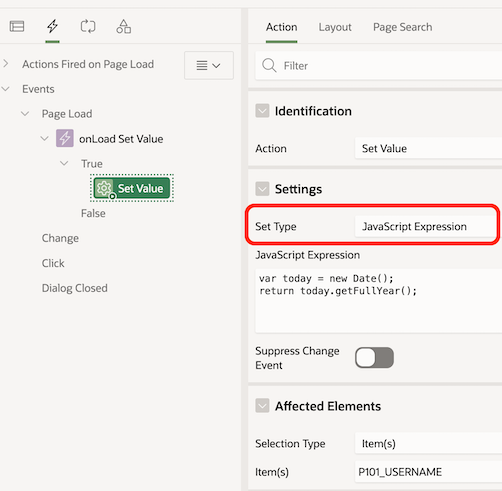 Actions Fired on Page Load
Events
Page Load
onLoad Set Value
True
Set Value
False
Change
Click
Dialog Closed
Action Layout Page Search
Filter
Identification
Action Set Value
Settings
Set Type JavaScript Expression
JavaScript Expression
var today = new Date();
return today.getFullYear();
Suppress Change
Event
Affected Elements
Selection Type Item(s)
Item(s) P101_USERNAME